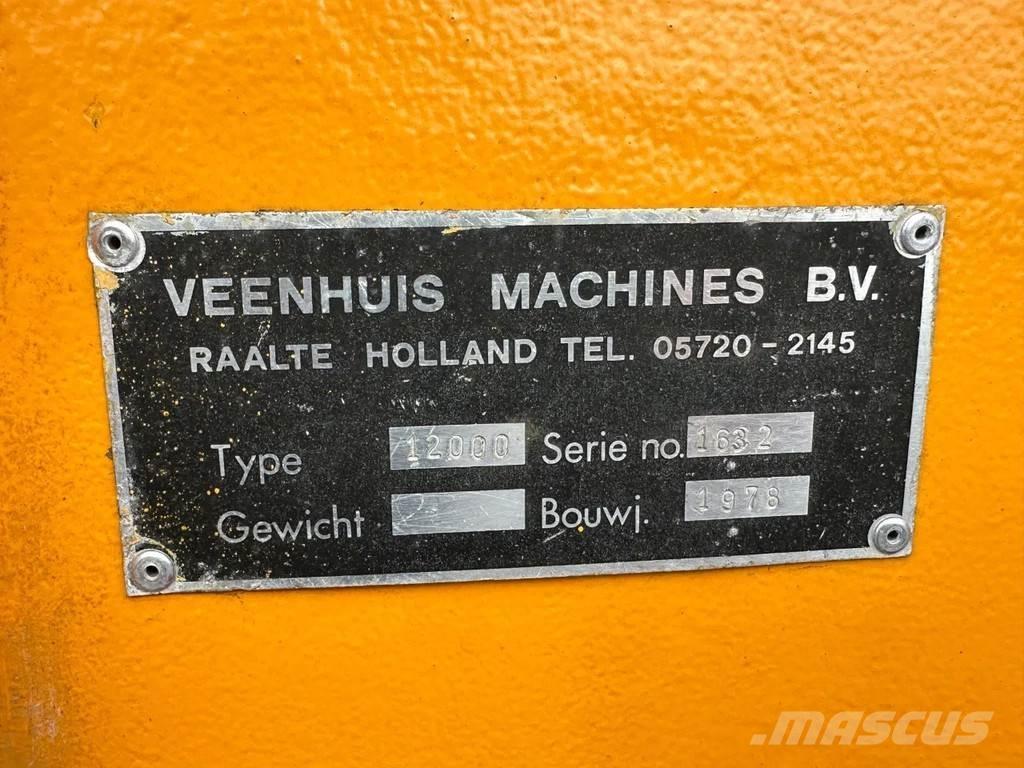 VEENHUIS MACHINES B.V.
RAALTE HOLLAND TEL. 05720-2145
Type 12000 Serie no. 1632
Gewicht Bouwj. 1978
MASCUS